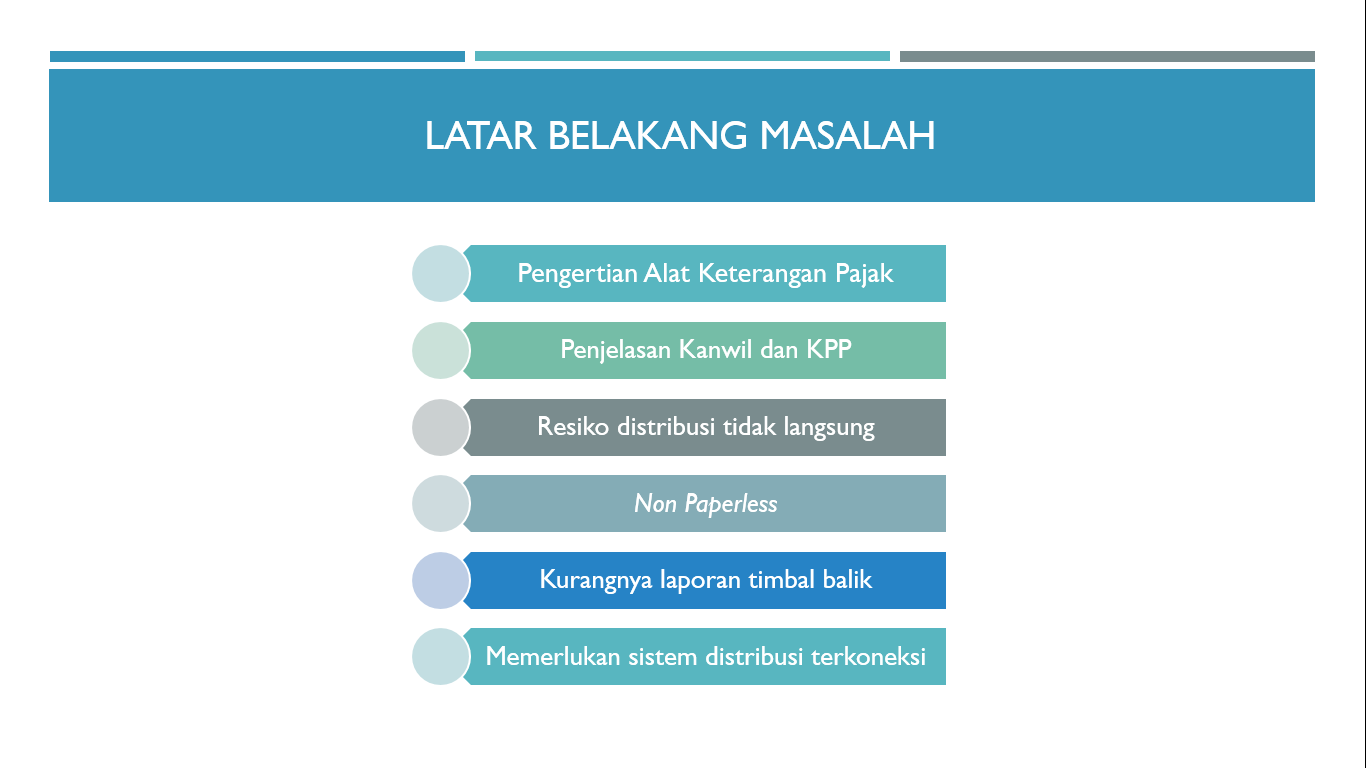 LATAR BELAKANG MASALAH
Pengertian Alat Keterangan Pajak
Penjelasan Kanwil dan KPP
Resiko distribusi tidak langsung
Non Paperless
Kurangnya laporan timbal balik
Memerlukan sistem distribusi terkoneksi